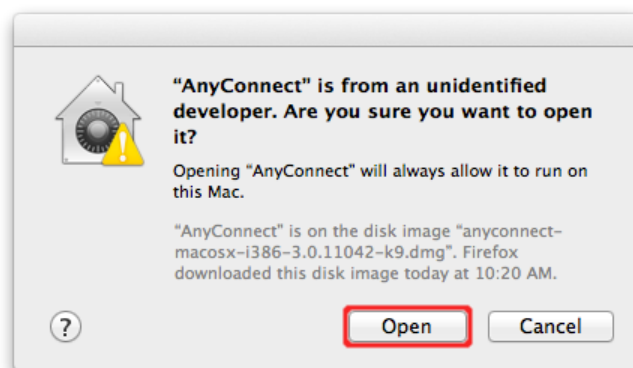 “AnyConnect” is from an unidentified
developer. Are you sure you want to open
it?
Opening “AnyConnect” will always allow it to run on
this Mac.
“AnyConnect” is on the disk image “anyconnect-
macosx-i386-3.0.11042-k9.dmg”. Firefox
downloaded this disk image today at 10:20 AM.
? Open Cancel